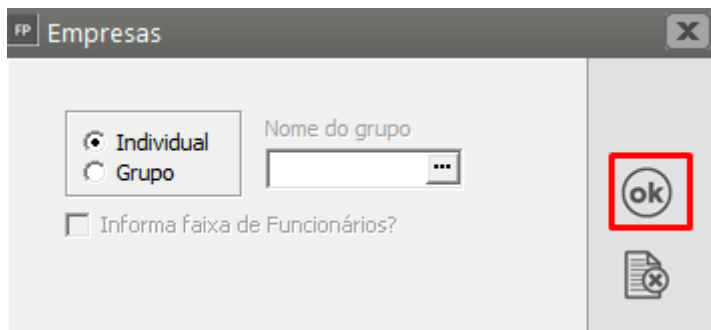 FP Empresas
Individual
Nome do grupo
Grupo
...
Informa faixa de Funcionários?
ok